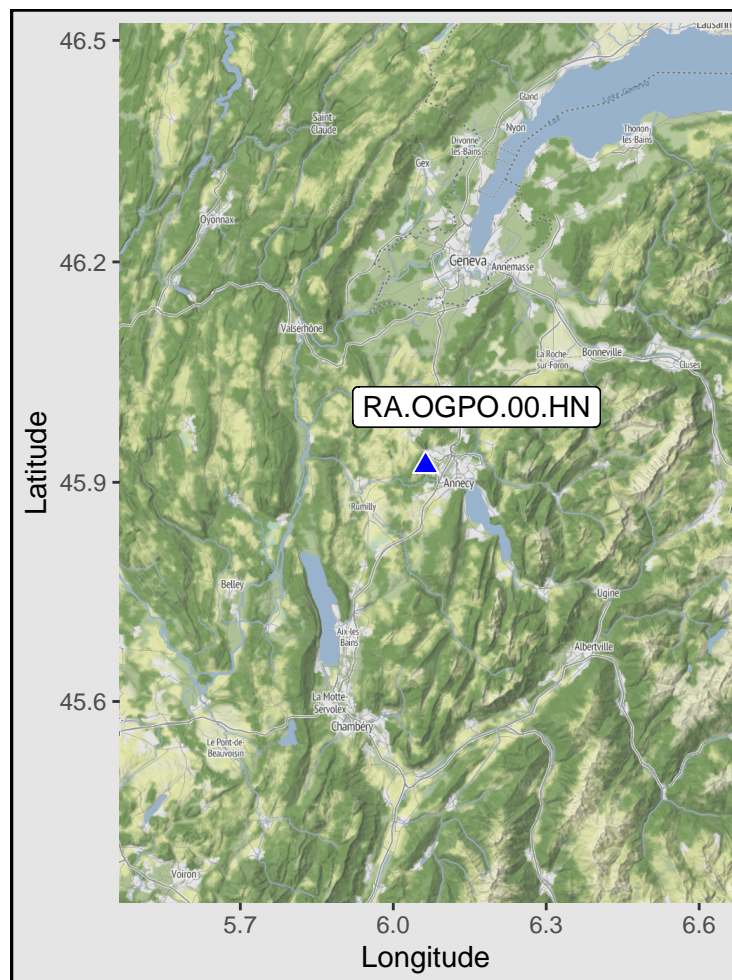 46.5
46.2
45.9
45.6
Latitude
Lausanne
Lake Geneva
Gland
Nyon
Thonon-
les-Bains
Saint-
Claude
Divonne-
les-Bains
Gex
Oyonnax
Geneva
Annemasse
Valserhône
La Roche-
sur-Foron
Bonneville
Cluses
RA.OGPO.00.HN
Annecy
Rumilly
Belley
Ugine
Aix-les
Bains
Albertville
La Motte-
Servolex
Chambéry
Le Pont-de-
Beauvoisin
Voiron
5.7
6.0
6.3
6.6
Longitude